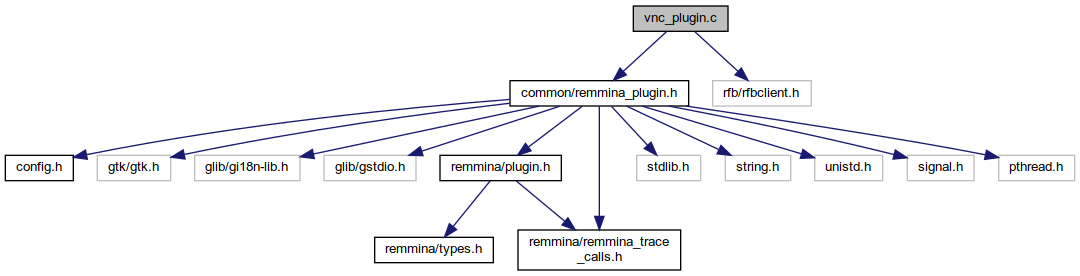 vnc_plugin.c
common/remmina_plugin.h
rfb/rfbclient.h
config.h
gtk/gtk.h
glib/gi18n-lib.h
glib/gstdio.h
remmina/plugin.h
stdlib.h
string.h
unistd.h
signal.h
pthread.h
remmina/types.h
remmina/remmina_trace
_calls.h